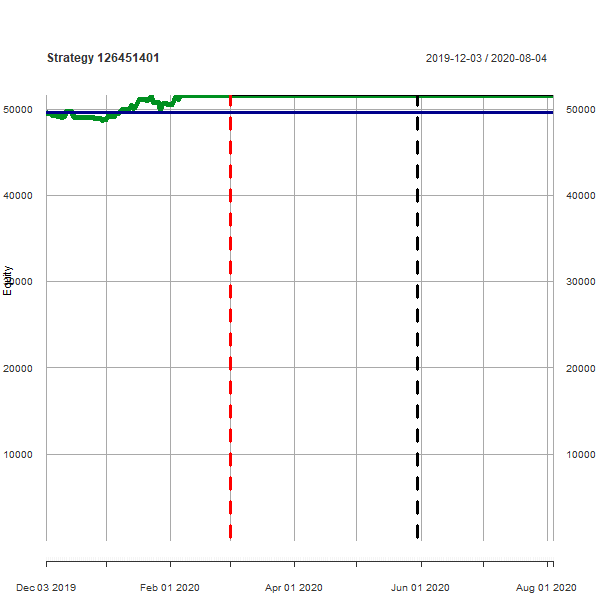 Strategy 126451401
2019-12-03 / 2020-08-04
50000
50000
40000
40000
30000
30000
20000
20000
10000
10000
Equity
Dec 03 2019
Feb 01 2020
Apr 01 2020
Jun 01 2020
Aug 01 2020